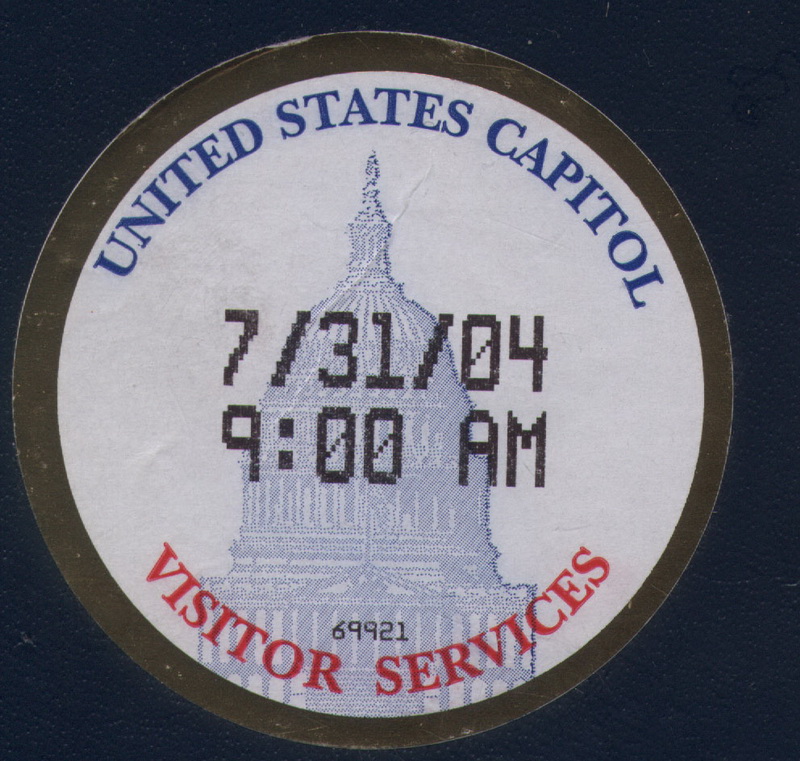 UNITED STATES CAPITOL
7/31/04
9:00 AM
69921
VISITOR SERVICES